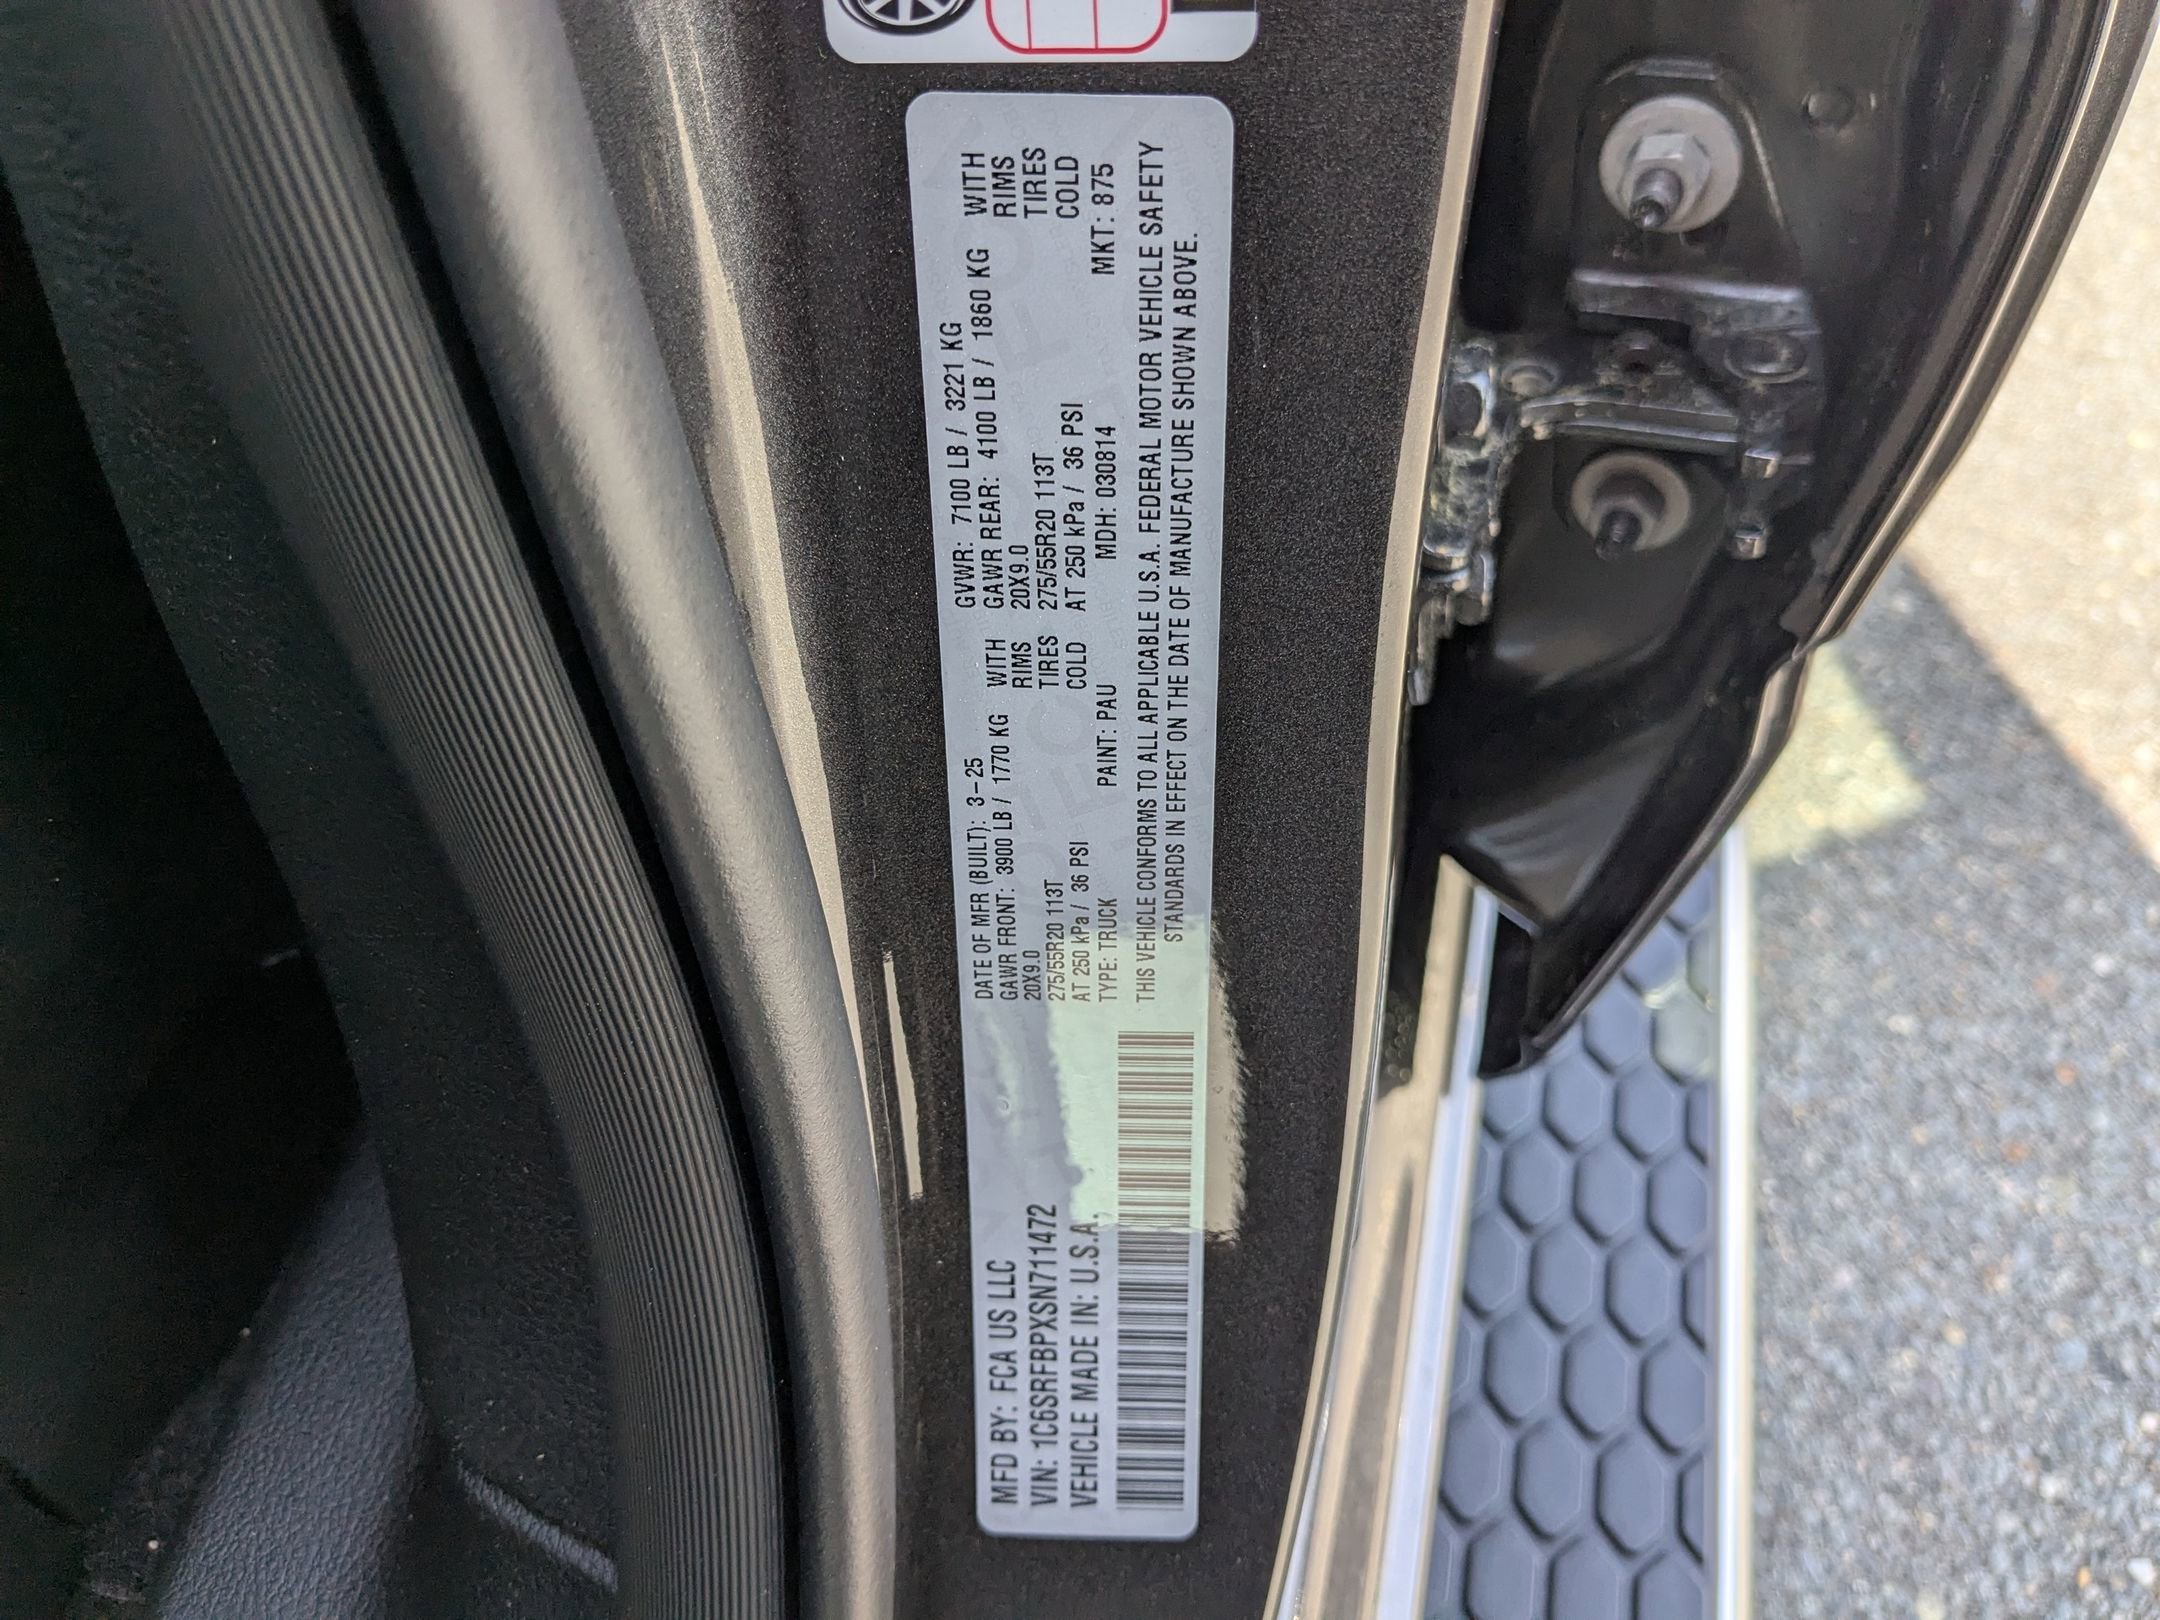 MFD BY: FCA US LLC
VIN: 1C6SRFBPXSN711472
VEHICLE MADE IN: U.S.A.
DATE OF MFR (BUILT): 3-25 GVWR: 7100 LB / 3221 KG
GAWR FRONT: 3900 LB / 1770 KG WITH GAWR REAR: 4100 LB / 1860 KG WITH
20X9.0 RIMS 20X9.0 RIMS
275/55R20 113T TIRES 275/55R20 113T TIRES
AT 250 kPa / 36 PSI COLD AT 250 kPa / 36 PSI COLD
TYPE: TRUCK PAINT: PAU MDH: 030814 MKT: 875
THIS VEHICLE CONFORMS TO ALL APPLICABLE U.S.A. FEDERAL MOTOR VEHICLE SAFETY
STANDARDS IN EFFECT ON THE DATE OF MANUFACTURE SHOWN ABOVE.